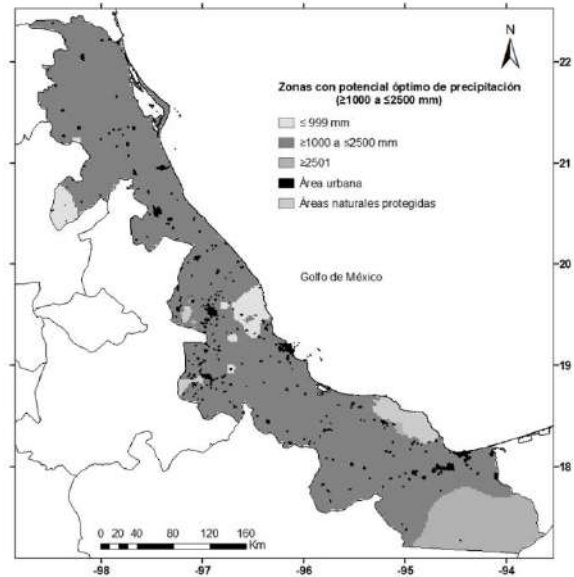 N
Zonas con potencial óptimo de precipitación
(≥1000 a ≤2500 mm)
≤ 999 mm
≥1000 a ≤2500 mm
≥2501
Área urbana
Áreas naturales protegidas
Golfo de México
22
21
20
19
18
0 20 40 80 120 160
Km
-98 -97 -96 -95 -94